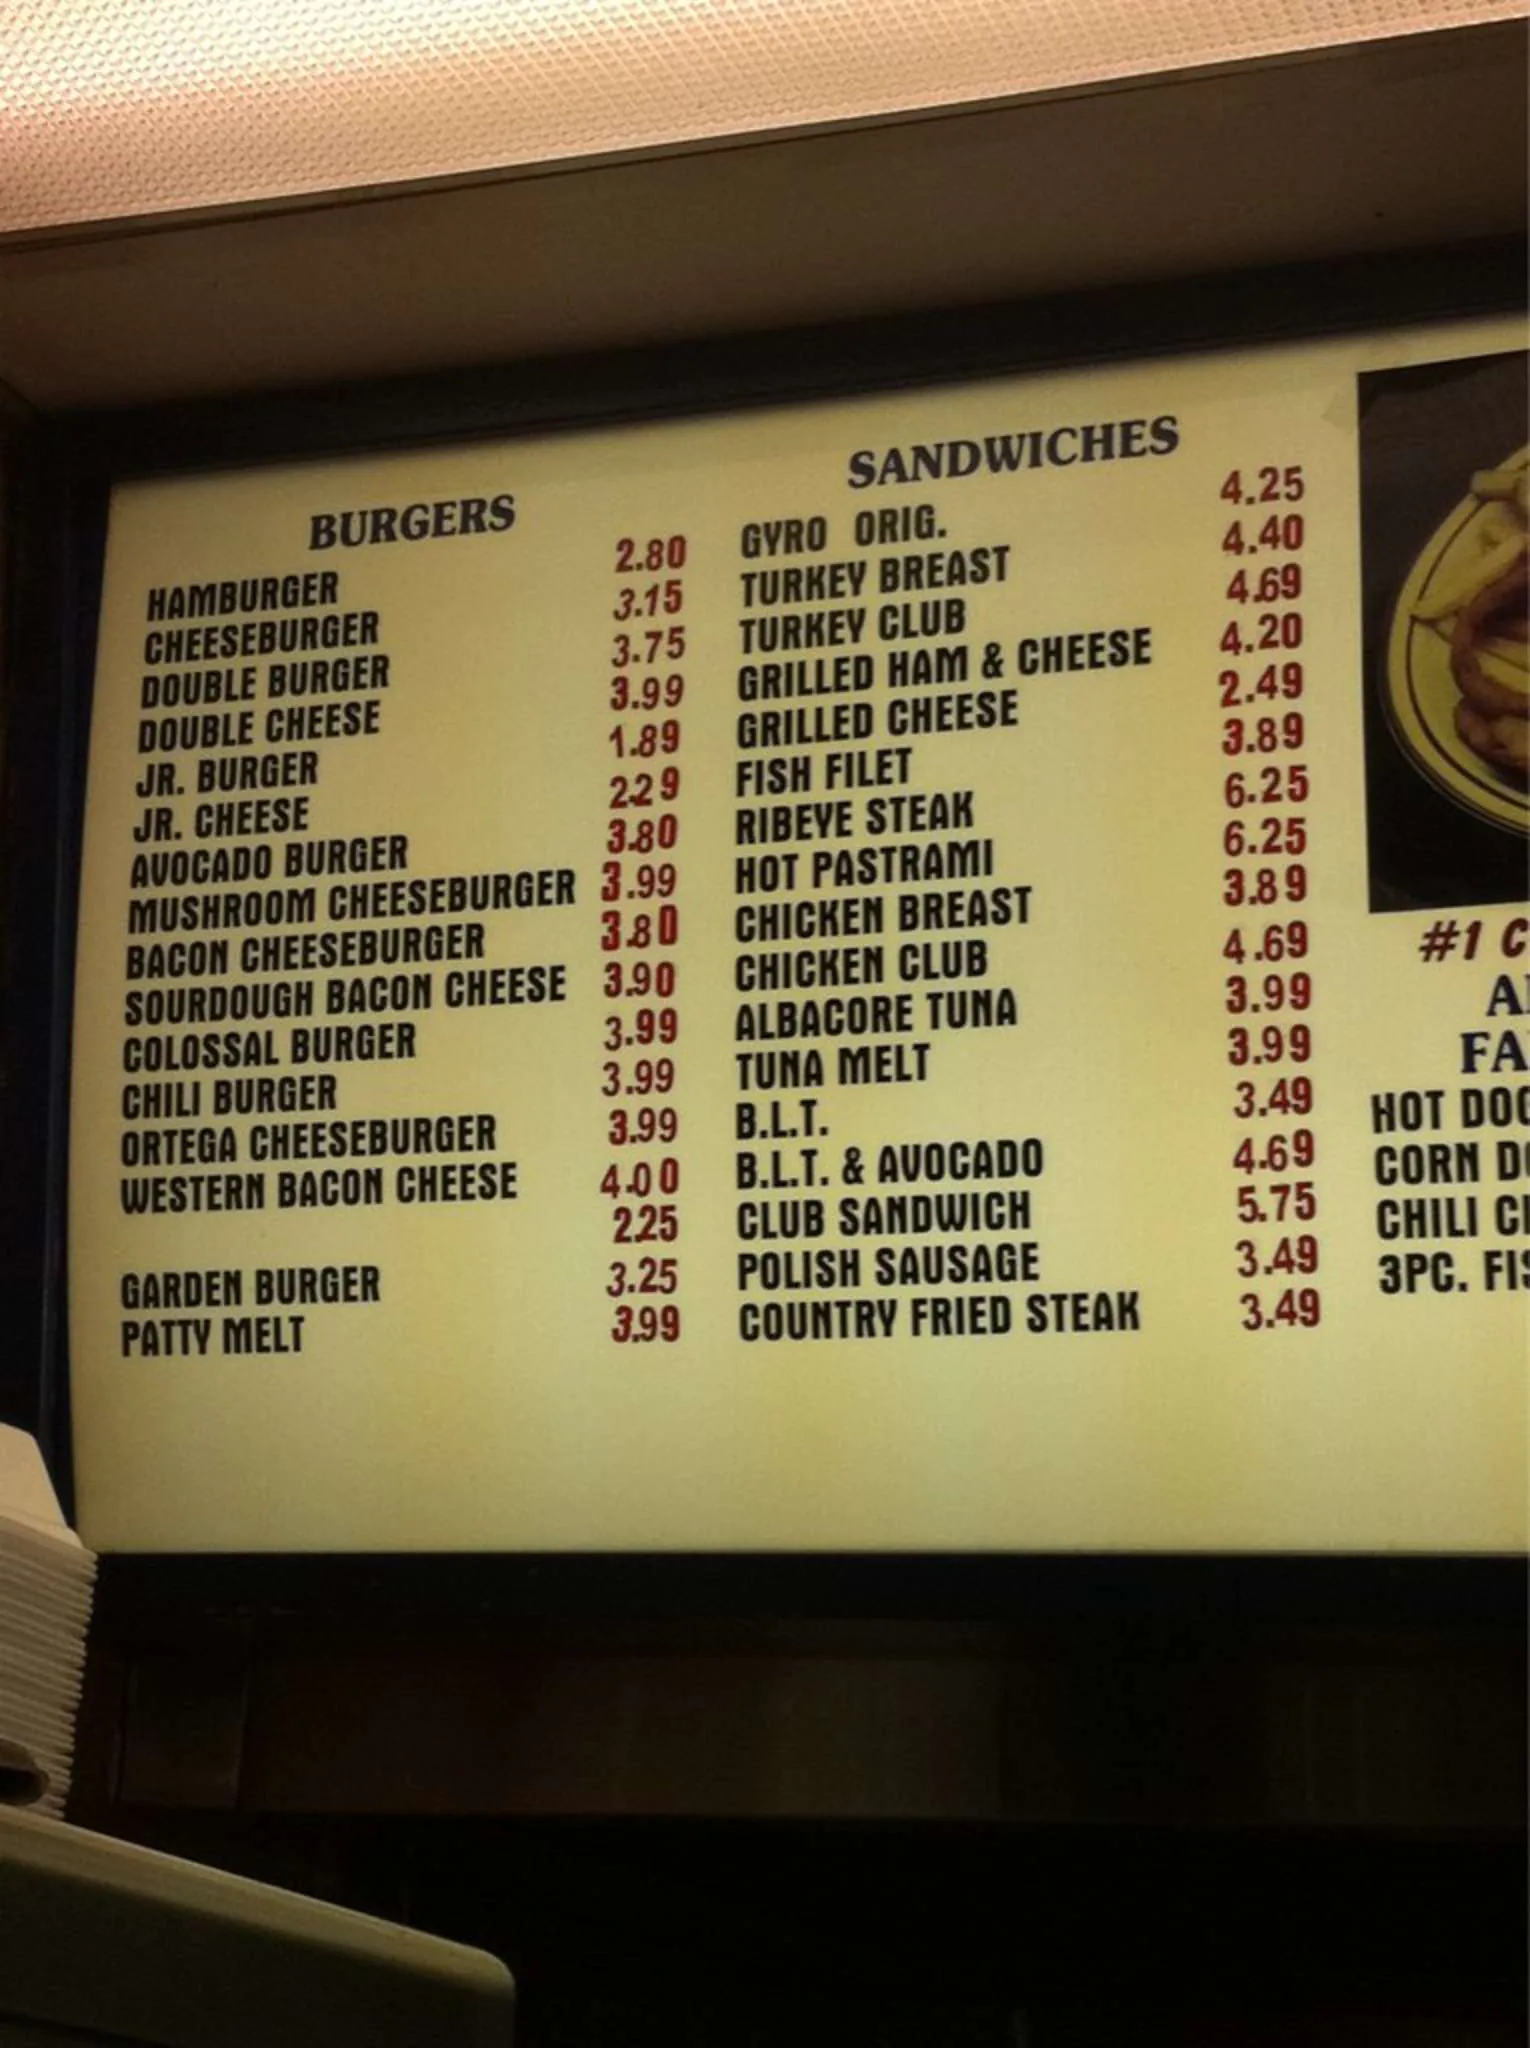 BURGERS
HAMBURGER 2.80
CHEESEBURGER 3.15
DOUBLE BURGER 3.75
DOUBLE CHEESE 3.99
JR. BURGER 1.89
JR. CHEESE 2.29
AVOCADO BURGER 3.80
MUSHROOM CHEESEBURGER 3.99
BACON CHEESEBURGER 3.80
SOURDOUGH BACON CHEESE 3.90
COLOSSAL BURGER 3.99
CHILI BURGER 3.99
ORTEGA CHEESEBURGER 3.99
WESTERN BACON CHEESE 4.00
2.25
GARDEN BURGER 3.25
PATTY MELT 3.99
SANDWICHES
GYRO ORIG. 4.25
TURKEY BREAST 4.40
TURKEY CLUB 4.69
GRILLED HAM & CHEESE 4.20
GRILLED CHEESE 2.49
FISH FILET 3.89
RIBEYE STEAK 6.25
HOT PASTRAMI 6.25
CHICKEN BREAST 3.89
CHICKEN CLUB 4.69
ALBACORE TUNA 3.99
TUNA MELT 3.99
B.L.T. 3.49
B.L.T. & AVOCADO 4.69
CLUB SANDWICH 5.75
POLISH SAUSAGE 3.49
COUNTRY FRIED STEAK 3.49
#1
HOT
CORN
CHILI
3PC.